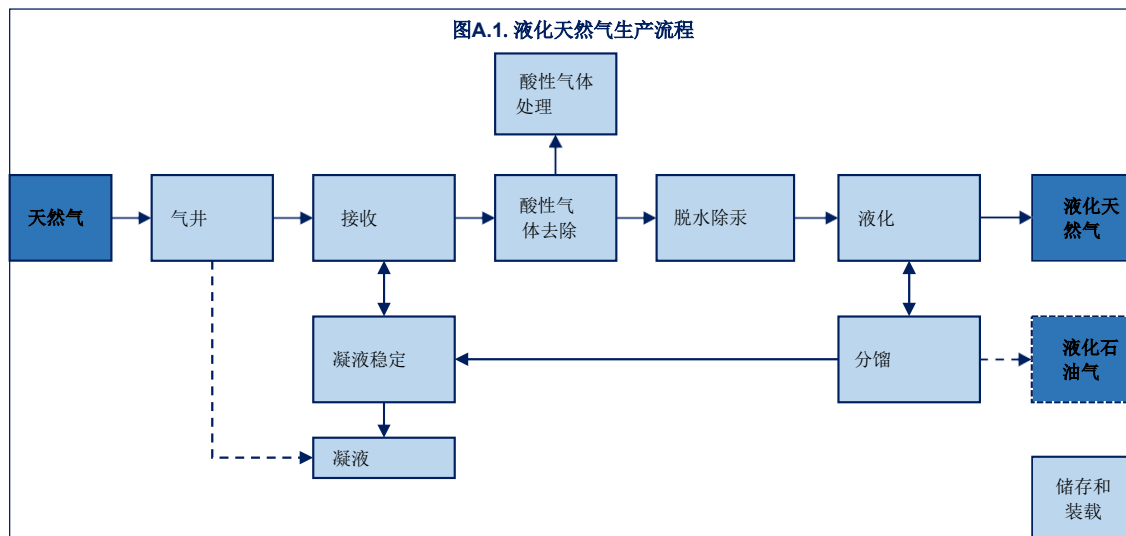 图A.1. 液化天然气生产流程
酸性气体
处理
天然气
气井
接收
酸性气
体去除
脱水除汞
液化
液化天
然气
凝液稳定
分馏
液化石
油气
凝液
储存和
装载